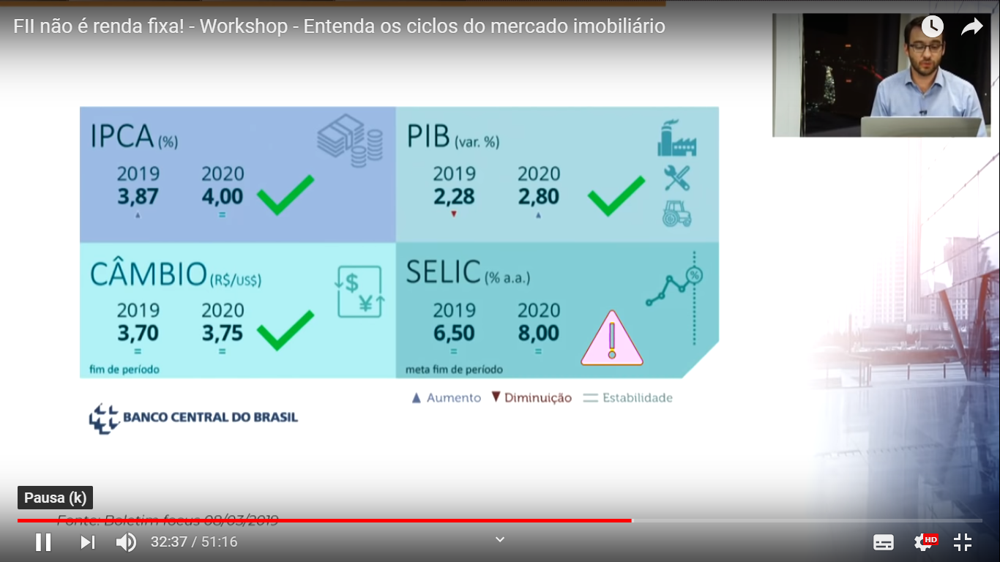 FII não é renda fixa! - Workshop - Entenda os ciclos do mercado imobiliário
IPCA (%)
2019 2020
3,87 4,00
=
PIB (var. %)
2019 2020
2,28 2,80
CÂMBIO (R$/US$)
$
¥
2019 2020
3,70 3,75
= =
fim de período
SELIC (% a.a.)
%
2019 2020
6,50 8,00
= =
!
meta fim de período
▲ Aumento ▼ Diminuição = Estabilidade
BANCO CENTRAL DO BRASIL
Pausa (k)
Fonte: Boletim focus 08/03/2019
32:37 / 51:16
HD